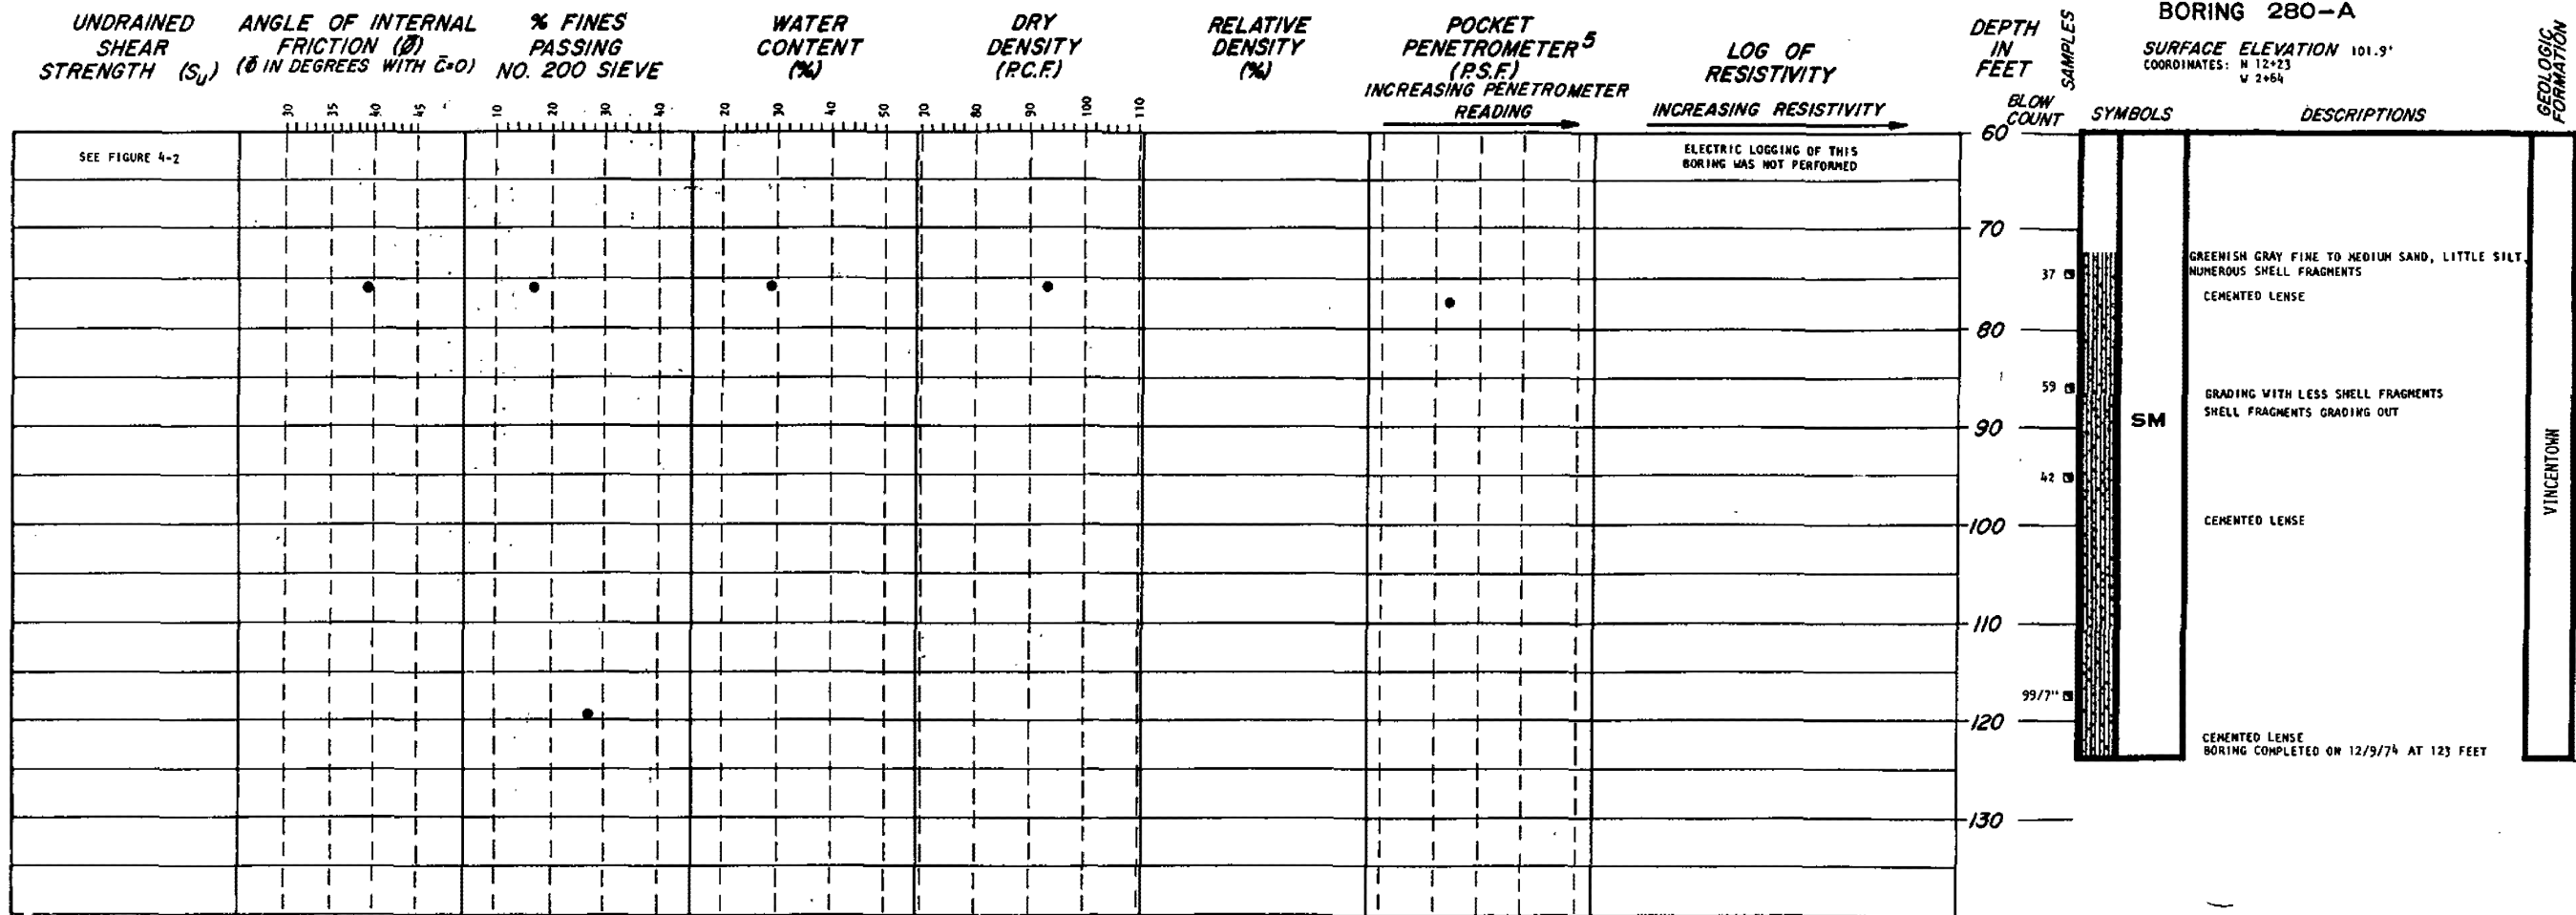 UNDRAINED
SHEAR
STRENGTH (Su)
ANGLE OF INTERNAL
FRICTION (Ø̄)
(Ø̄ IN DEGREES WITH C̄=0)
% FINES
PASSING
NO. 200 SIEVE
WATER
CONTENT
(%)
DRY
DENSITY
(P.C.F.)
RELATIVE
DENSITY
(%)
POCKET
PENETROMETER5
(P.S.F.)
INCREASING PENETROMETER
READING
LOG OF
RESISTIVITY
INCREASING RESISTIVITY
DEPTH
IN
FEET
BLOW
COUNT
SAMPLES
BORING 280-A
SURFACE ELEVATION 101.9'
COORDINATES: N 12+23
W 2+64
SYMBOLS
DESCRIPTIONS
GEOLOGIC
FORMATION
30 35 40 45
10 20 30 40
20 30 40 50
70 80 90 100 110
SEE FIGURE 4-2
ELECTRIC LOGGING OF THIS
BORING WAS NOT PERFORMED
60
70
GREENISH GRAY FINE TO MEDIUM SAND, LITTLE SILT,
37
NUMEROUS SHELL FRAGMENTS
CEMENTED LENSE
80
59
GRADING WITH LESS SHELL FRAGMENTS
SHELL FRAGMENTS GRADING OUT
SM
90
VINCENTOWN
42
100
CEMENTED LENSE
110
99/7"
120
CEMENTED LENSE
BORING COMPLETED ON 12/9/74 AT 123 FEET
130